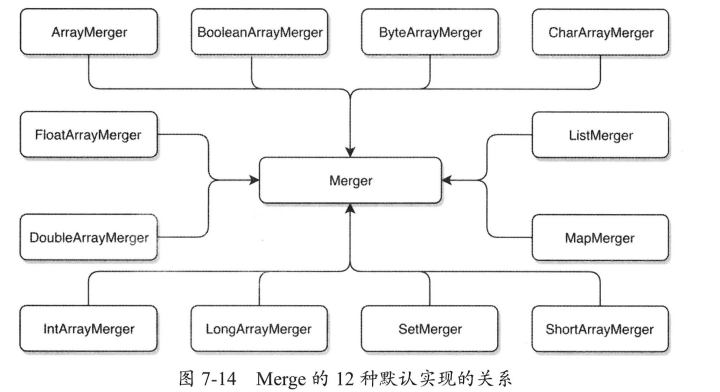 ArrayMerger
BooleanArrayMerger
ByteArrayMerger
CharArrayMerger
FloatArrayMerger
ListMerger
Merger
DoubleArrayMerger
MapMerger
IntArrayMerger
LongArrayMerger
SetMerger
ShortArrayMerger
图 7-14 Merge 的 12 种默认实现的关系